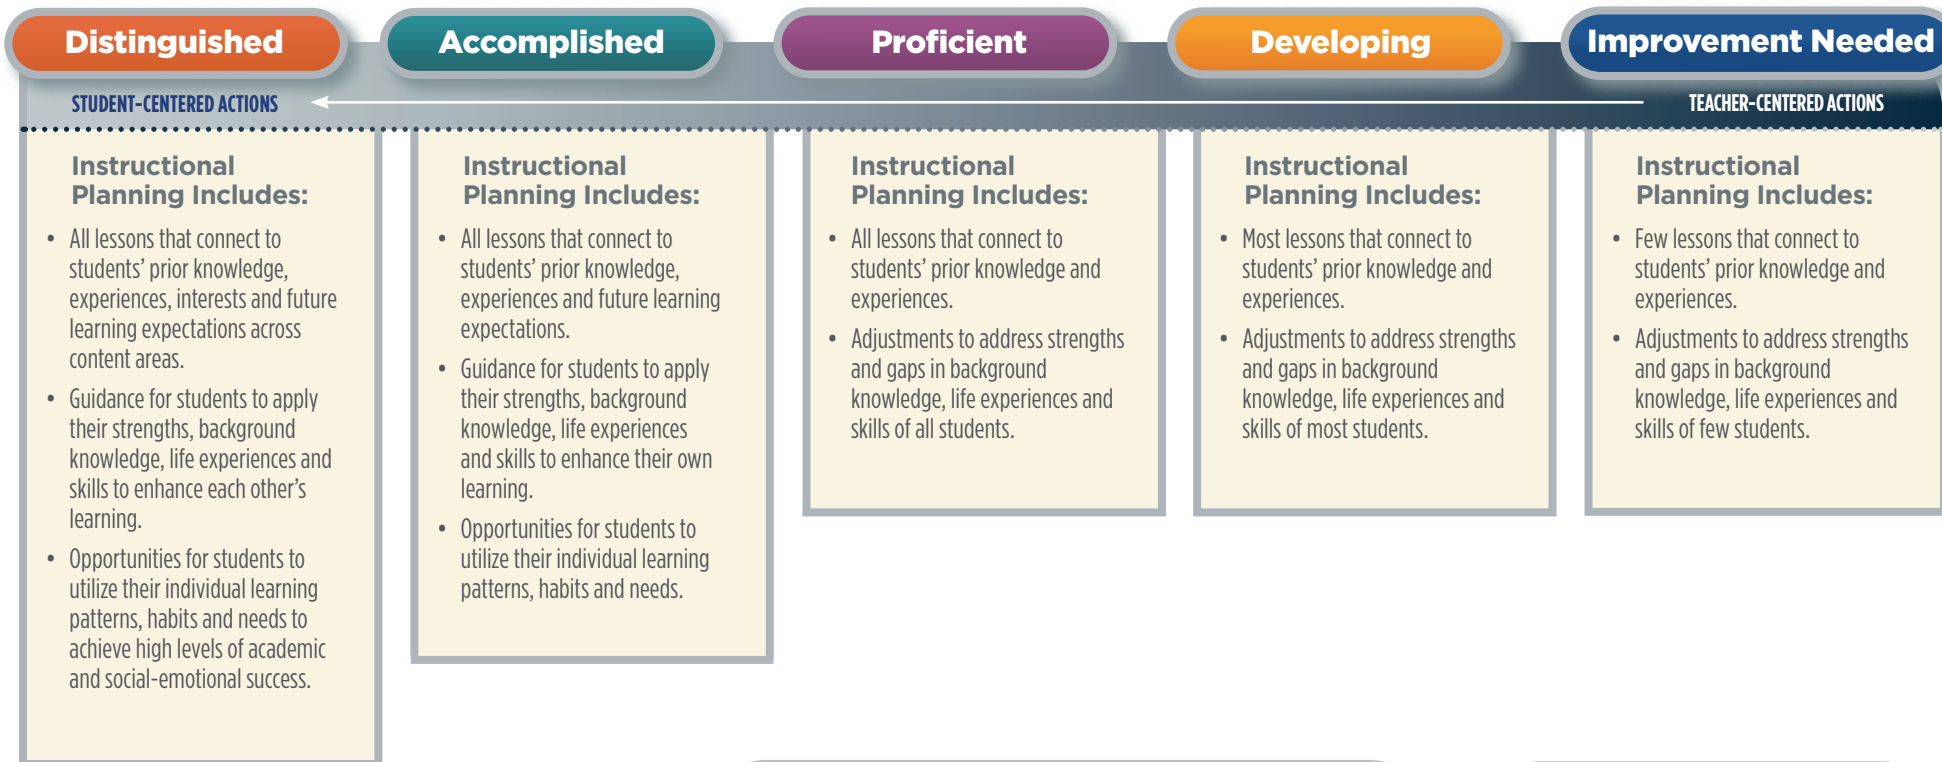 Distinguished
Accomplished
Proficient
Developing
Improvement Needed
STUDENT-CENTERED ACTIONS
TEACHER-CENTERED ACTIONS
Instructional
Planning Includes:
• All lessons that connect to
students’ prior knowledge,
experiences, interests and future
learning expectations across
content areas.
• Guidance for students to apply
their strengths, background
knowledge, life experiences and
skills to enhance each other’s
learning.
• Opportunities for students to
utilize their individual learning
patterns, habits and needs to
achieve high levels of academic
and social-emotional success.
Instructional
Planning Includes:
• All lessons that connect to
students’ prior knowledge,
experiences and future learning
expectations.
• Guidance for students to apply
their strengths, background
knowledge, life experiences
and skills to enhance their own
learning.
• Opportunities for students to
utilize their individual learning
patterns, habits and needs.
Instructional
Planning Includes:
• All lessons that connect to
students’ prior knowledge and
experiences.
• Adjustments to address strengths
and gaps in background
knowledge, life experiences and
skills of all students.
Instructional
Planning Includes:
• Most lessons that connect to
students’ prior knowledge and
experiences.
• Adjustments to address strengths
and gaps in background
knowledge, life experiences and
skills of most students.
Instructional
Planning Includes:
• Few lessons that connect to
students’ prior knowledge and
experiences.
• Adjustments to address strengths
and gaps in background
knowledge, life experiences and
skills of few students.